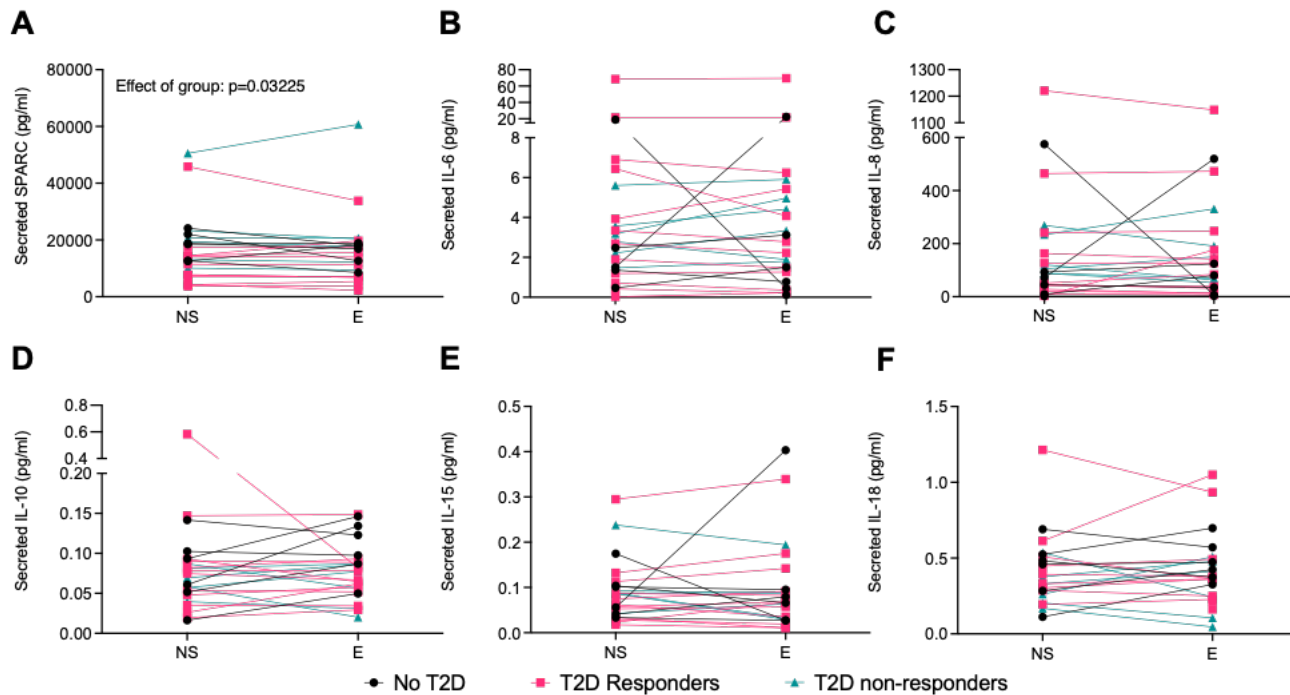 A
Secreted SPARC (pg/ml)
80000
60000
40000
20000
0
Effect of group: p=0.03225
NS
E
B
Secreted IL-6 (pg/ml)
80
60
40
20
8
6
4
2
0
NS
E
C
Secreted IL-8 (pg/ml)
1300
1200
1100
1000
600
400
200
0
NS
E
D
Secreted IL-10 (pg/ml)
0.8
0.6
0.4
0.20
0.15
0.10
0.05
0.00
NS
E
E
Secreted IL-15 (pg/ml)
0.5
0.4
0.3
0.2
0.1
0.0
NS
E
F
Secreted IL-18 (pg/ml)
1.5
1.0
0.5
0.0
NS
E
No T2D
T2D Responders
T2D non-responders